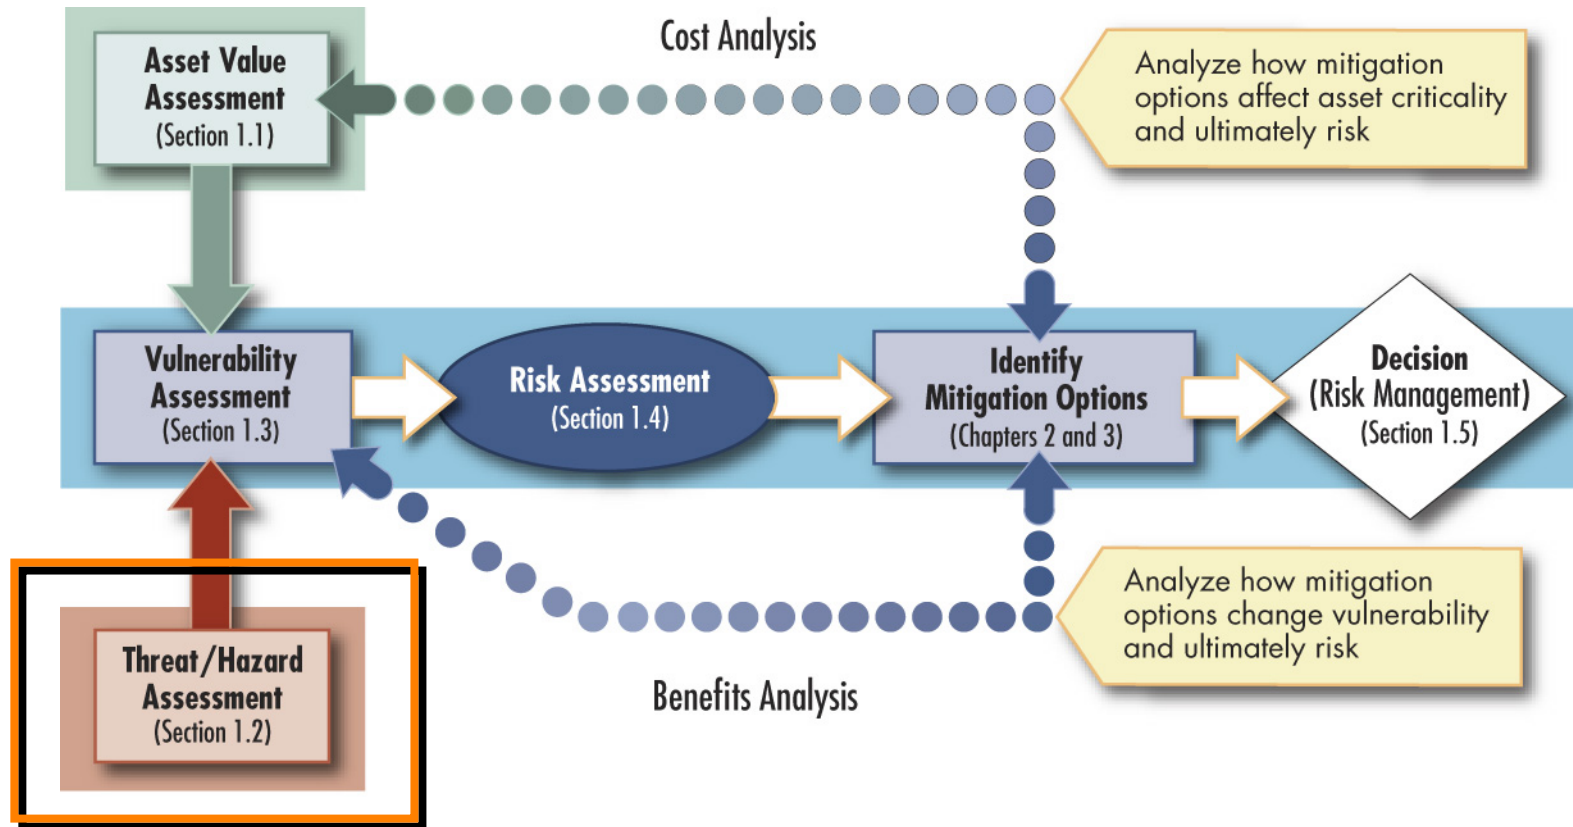 Cost Analysis
Asset Value
Assessment
(Section 1.1)
Analyze how mitigation
options affect asset criticality
and ultimately risk
Vulnerability
Assessment
(Section 1.3)
Risk Assessment
(Section 1.4)
Identify
Mitigation Options
(Chapters 2 and 3)
Decision
(Risk Management)
(Section 1.5)
Threat/Hazard
Assessment
(Section 1.2)
Benefits Analysis
Analyze how mitigation
options change vulnerability
and ultimately risk